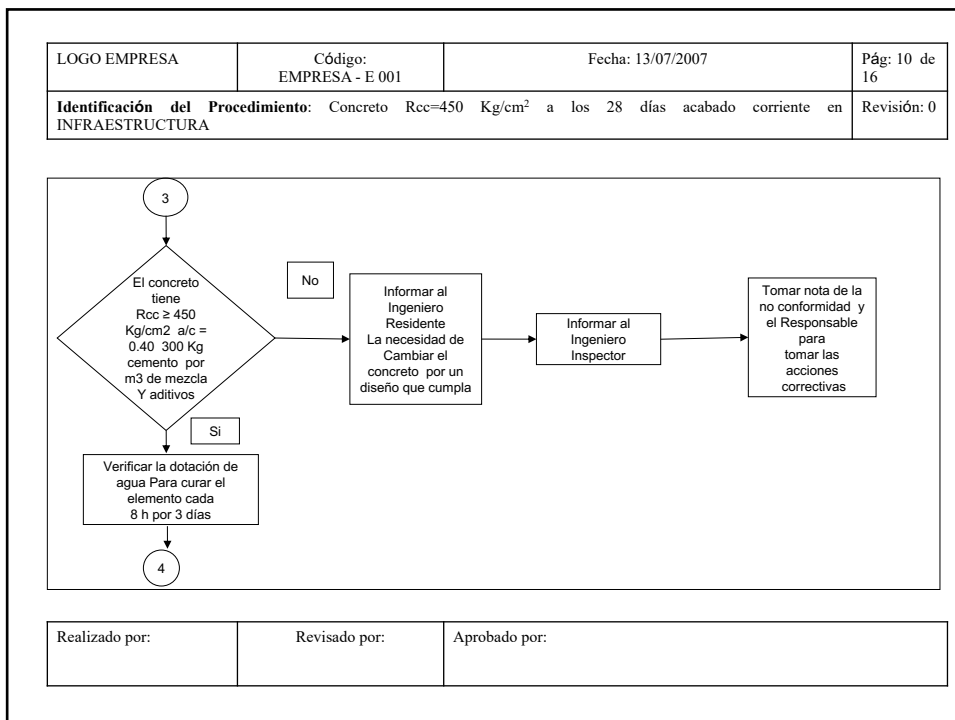 LOGO EMPRESA
Código:
EMPRESA - E 001
Fecha: 13/07/2007
Pág: 10 de
16
Identificación del Procedimiento: Concreto Rcc=450 Kg/cm² a los 28 días acabado corriente en
INFRAESTRUCTURA
Revisión: 0
3
El concreto
tiene
Rcc ≥ 450
Kg/cm2 a/c =
0.40 300 Kg
cemento por
m3 de mezcla
Y aditivos
No
Informar al
Ingeniero
Residente
La necesidad de
Cambiar el
concreto por un
diseño que cumpla
Informar al
Ingeniero
Inspector
Tomar nota de la
no conformidad y
el Responsable
para
tomar las
acciones
correctivas
Si
Verificar la dotación de
agua Para curar el
elemento cada
8 h por 3 días
4
Realizado por:
Revisado por:
Aprobado por: